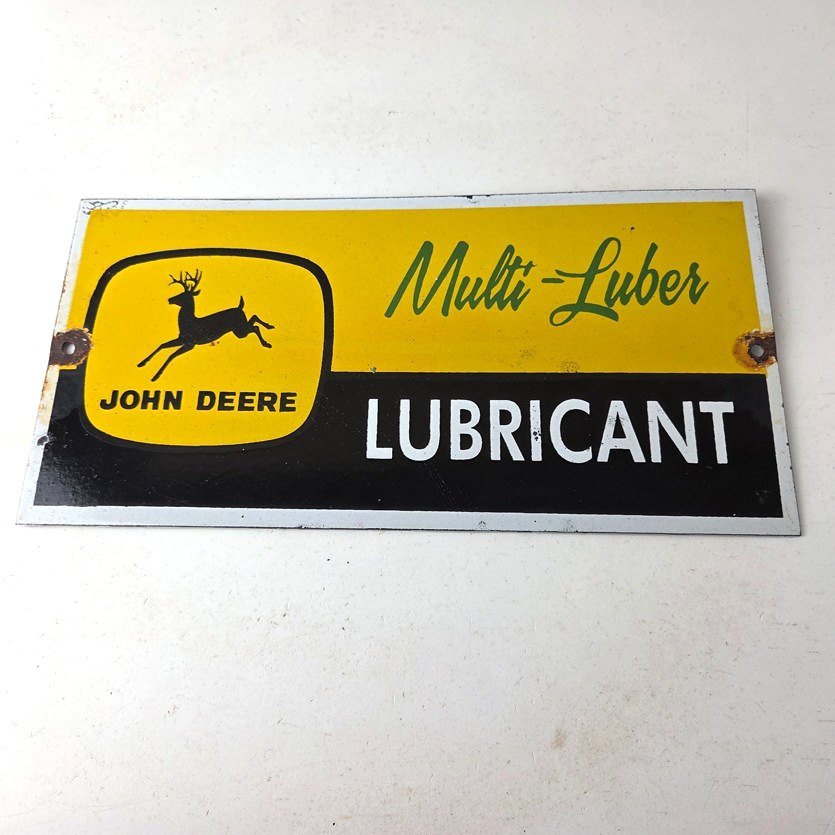 Multi-Luber
JOHN DEERE
LUBRICANT